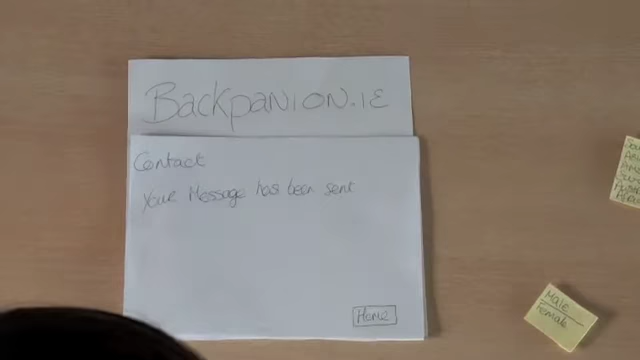 Backpanion.ie
Contact
Your Message has been sent
Home
Male
Female